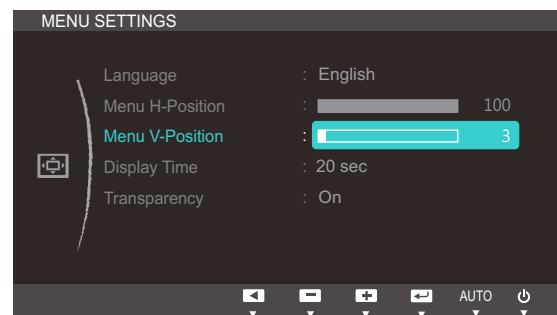 MENU SETTINGS
Language : English
Menu H-Position : 100
Menu V-Position : 3
Display Time : 20 sec
Transparency : On
AUTO